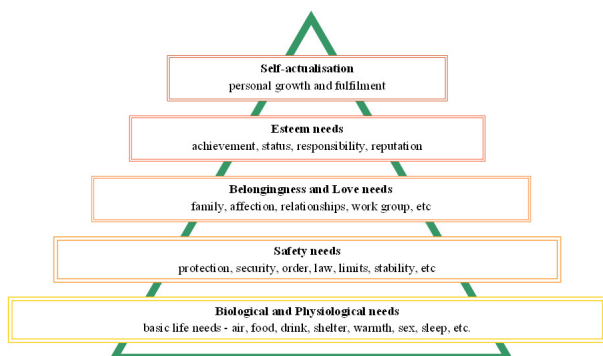 Self-actualisation
personal growth and fulfilment
Esteem needs
achievement, status, responsibility, reputation
Belongingness and Love needs
family, affection, relationships, work group, etc
Safety needs
protection, security, order, law, limits, stability, etc
Biological and Physiological needs
basic life needs - air, food, drink, shelter, warmth, sex, sleep, etc.